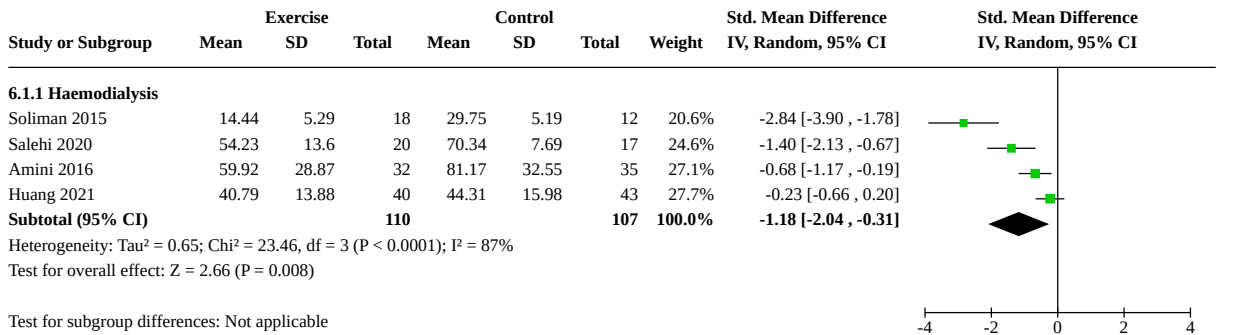 Exercise Control Std. Mean Difference Std. Mean Difference
Study or Subgroup Mean SD Total Mean SD Total Weight IV, Random, 95% CI IV, Random, 95% CI
6.1.1 Haemodialysis
Soliman 2015 14.44 5.29 18 29.75 5.19 12 20.6% -2.84 [-3.90 , -1.78]
Salehi 2020 54.23 13.6 20 70.34 7.69 17 24.6% -1.40 [-2.13 , -0.67]
Amini 2016 59.92 28.87 32 81.17 32.55 35 27.1% -0.68 [-1.17 , -0.19]
Huang 2021 40.79 13.88 40 44.31 15.98 43 27.7% -0.23 [-0.66 , 0.20]
Subtotal (95% CI) 110 107 100.0% -1.18 [-2.04 , -0.31]
Heterogeneity: Tau² = 0.65; Chi² = 23.46, df = 3 (P < 0.0001); I² = 87%
Test for overall effect: Z = 2.66 (P = 0.008)
Test for subgroup differences: Not applicable
-4 -2 0 2 4